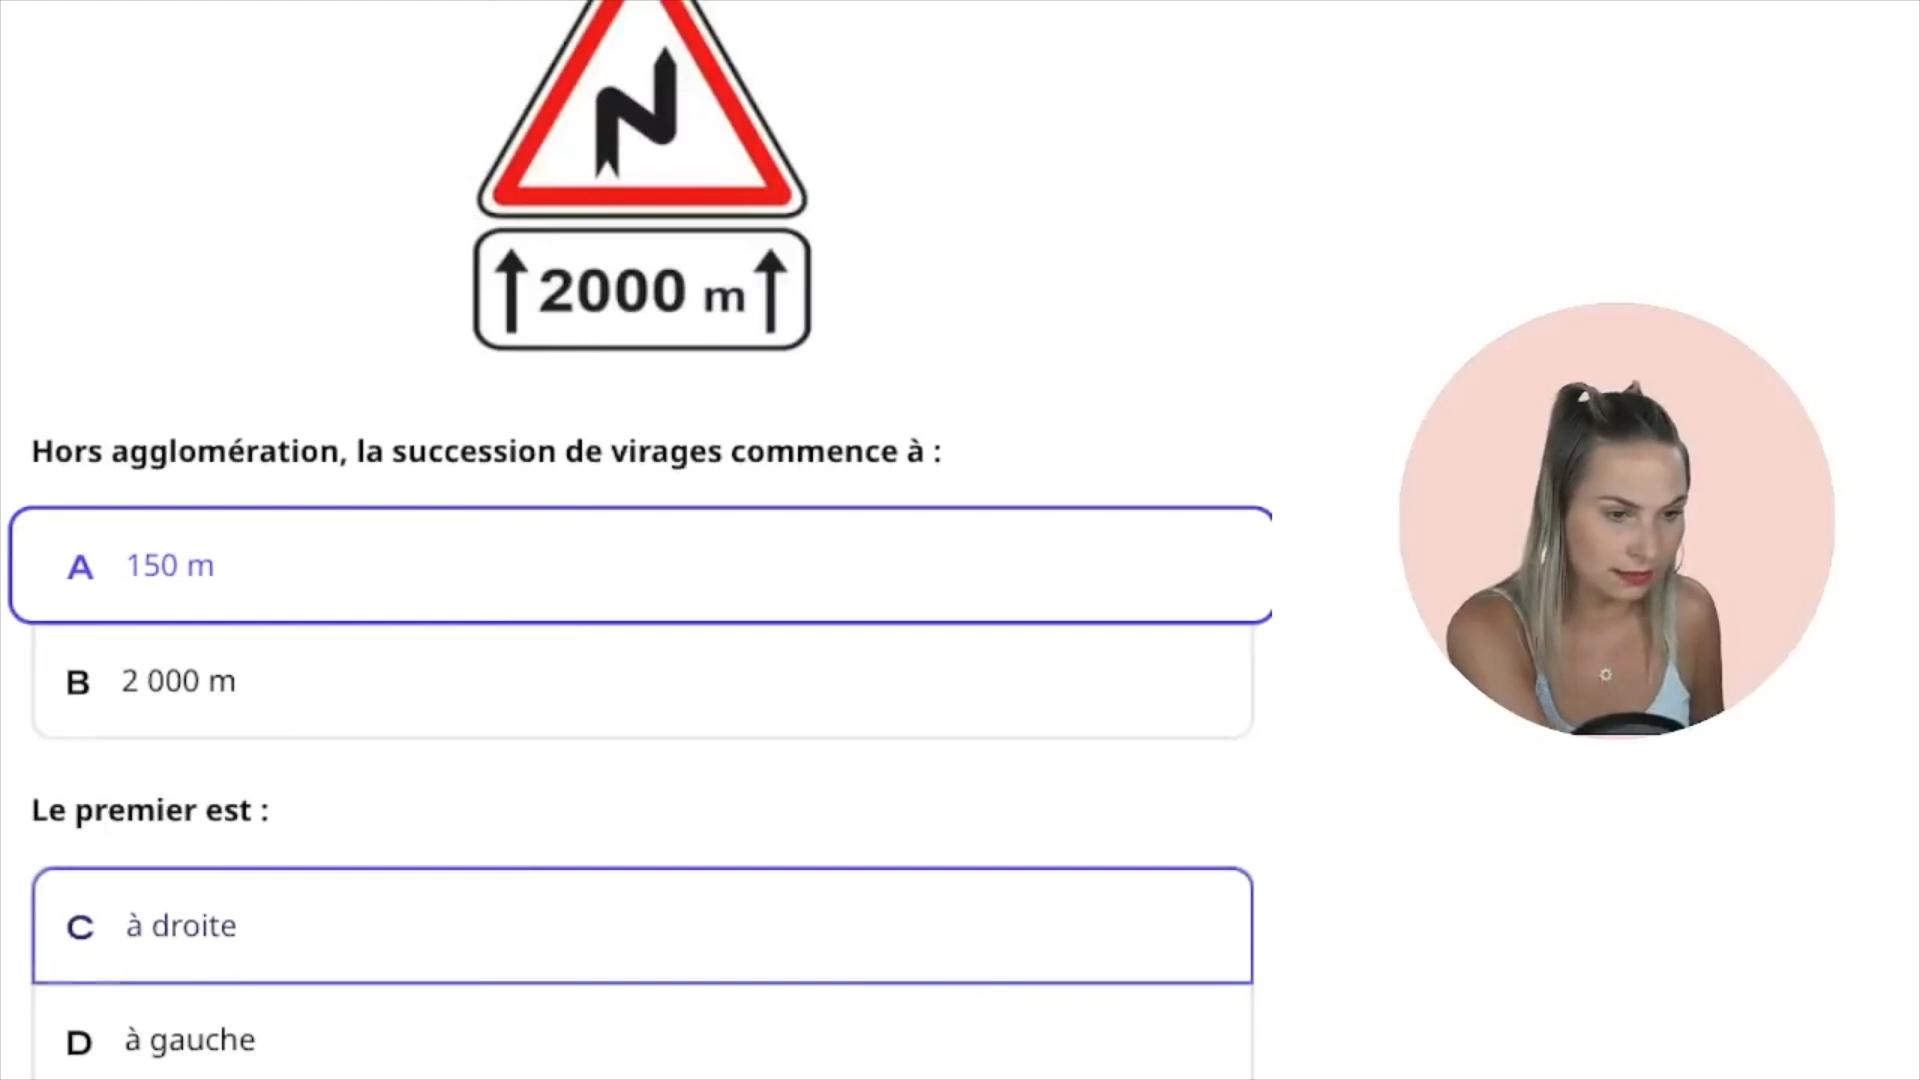 2000 m
Hors agglomération, la succession de virages commence à :
A 150 m
B 2 000 m
Le premier est :
C à droite
D à gauche